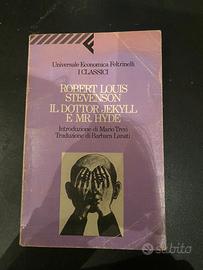 Universale Economica Feltrinelli
I CLASSICI
ROBERT LOUIS
STEVENSON
IL DOTTOR JEKYLL
E MR. HYDE
Introduzione di Mario Trevi
Traduzione di Barbara Lanati
subito